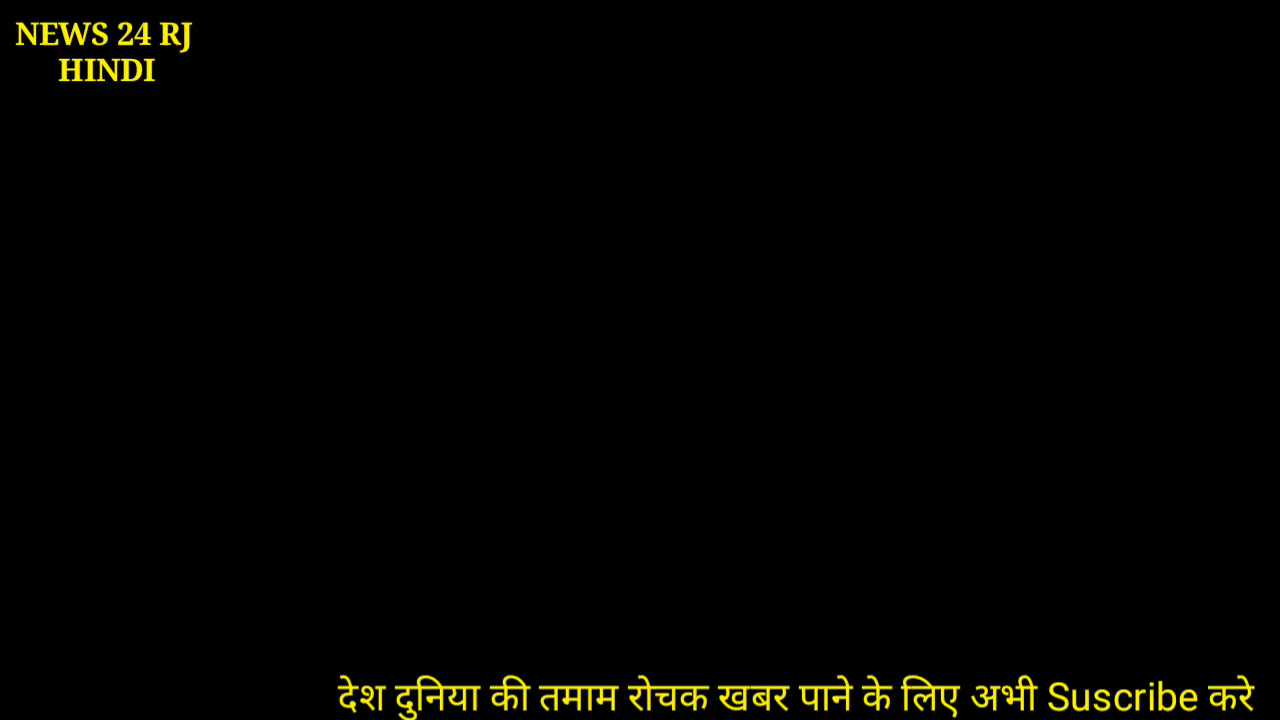 NEWS 24 RJ
HINDI
देश दुनिया की तमाम रोचक खबर पाने के लिए अभी Suscribe करे